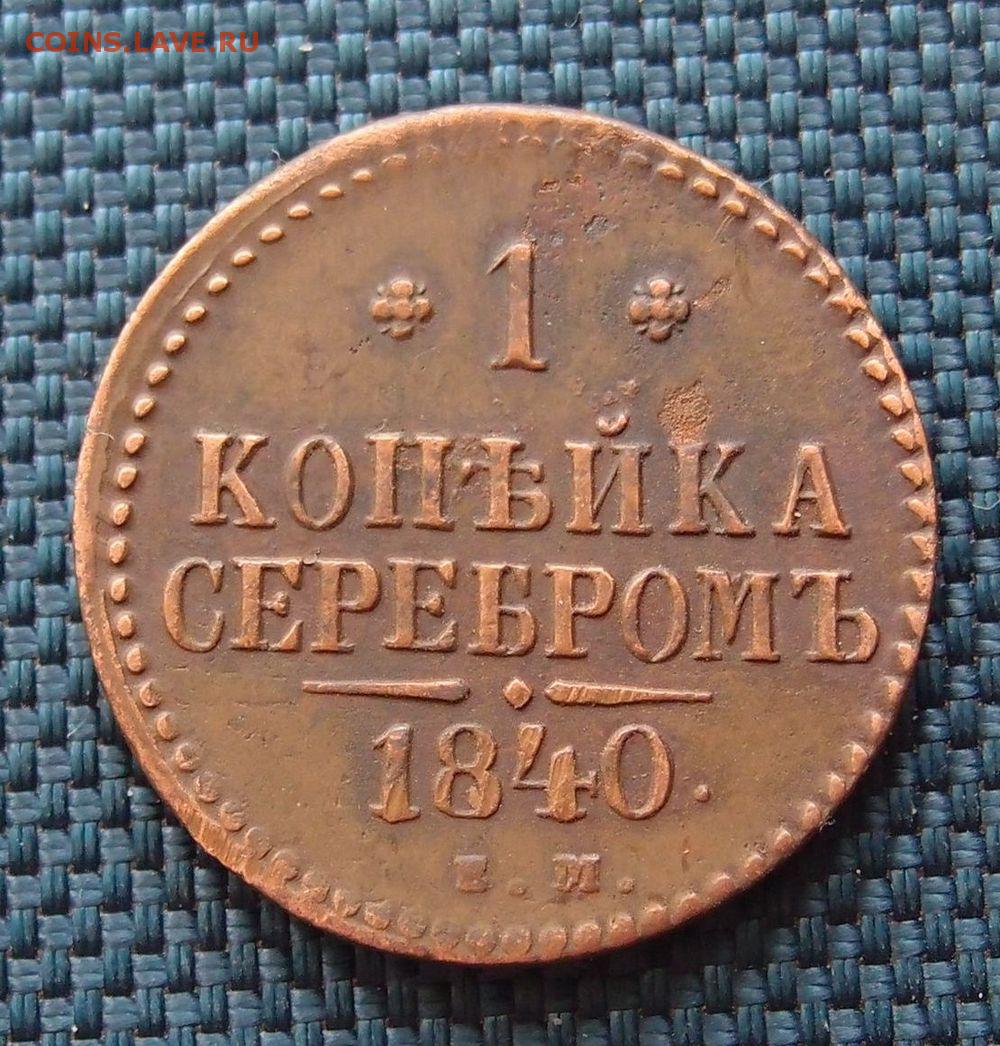 COINS.LAVE.RU
1
КОПѢЙКА
СЕРЕБРОМЪ
1840.
Е.М.